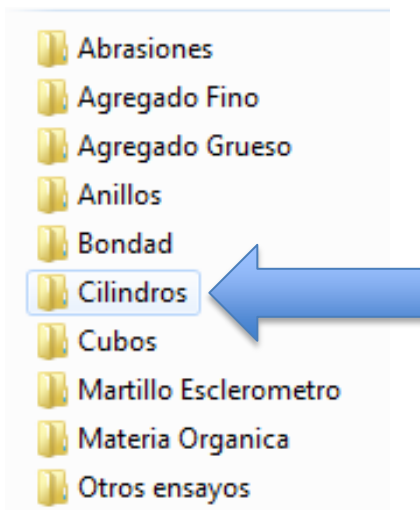 Abrasiones
Agregado Fino
Agregado Grueso
Anillos
Bondad
Cilindros
Cubos
Martillo Esclerometro
Materia Organica
Otros ensayos